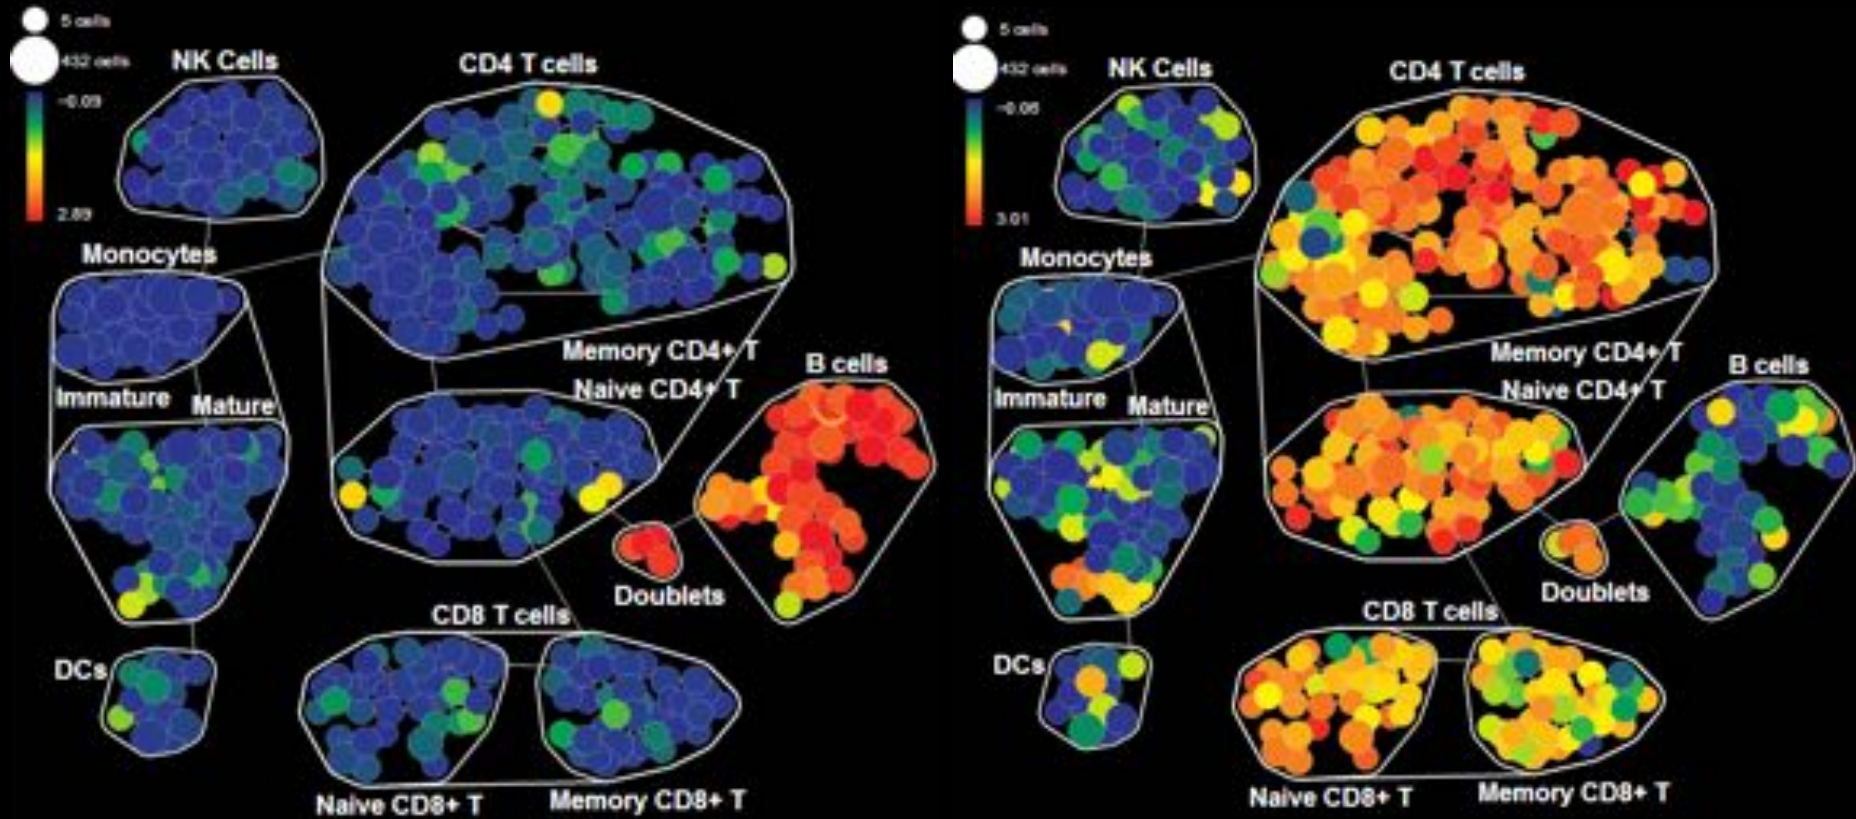 5 cells
432 cells
-0.09
2.89
NK Cells
CD4 T cells
Monocytes
Immature
Mature
Memory CD4+ T
Naive CD4+ T
B cells
Doublets
CD8 T cells
DCs
Naive CD8+ T
Memory CD8+ T
5 cells
432 cells
-0.08
3.01
NK Cells
CD4 T cells
Monocytes
Immature
Mature
Memory CD4+ T
Naive CD4+ T
B cells
Doublets
CD8 T cells
DCs
Naive CD8+ T
Memory CD8+ T